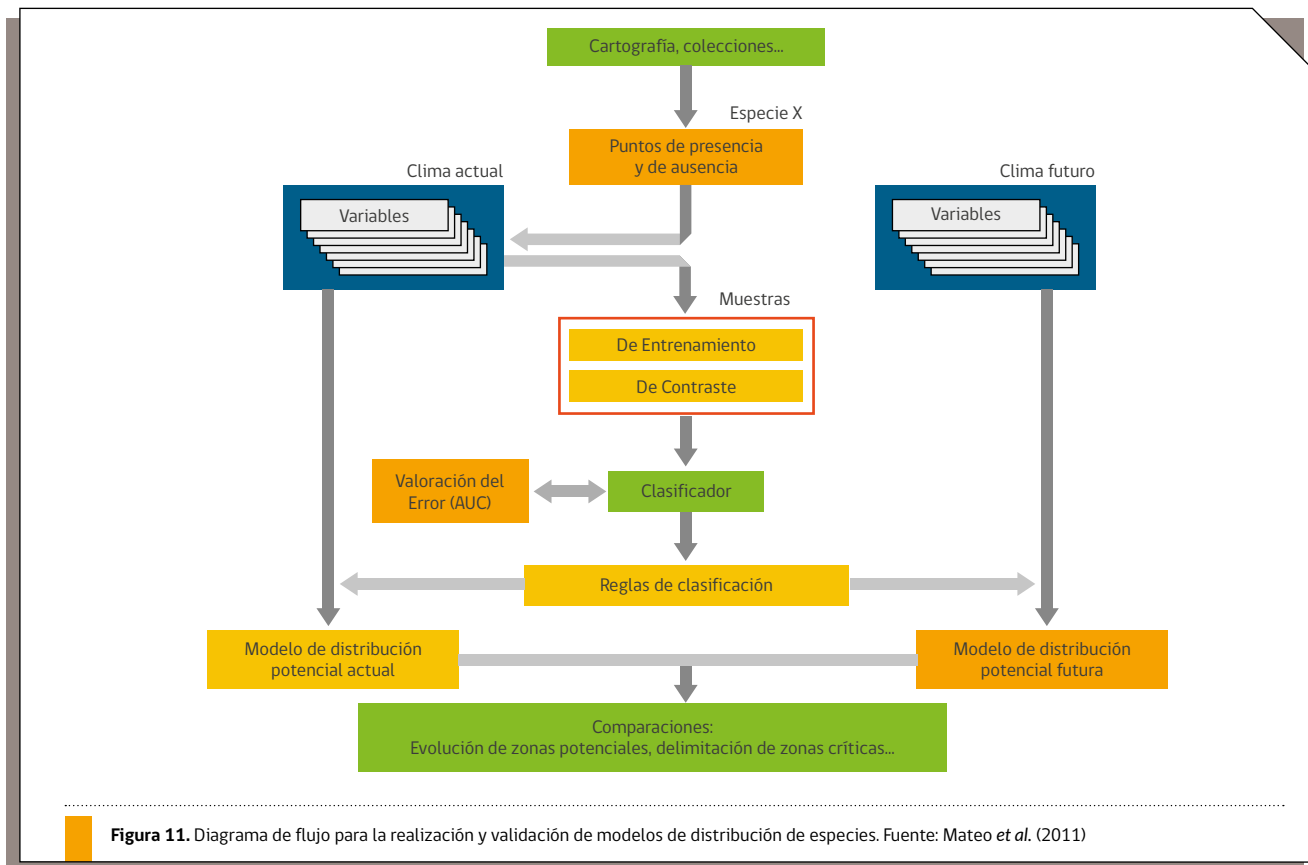 Cartografía, colecciones...
Especie X
Puntos de presencia
y de ausencia
Clima actual
Variables
Clima futuro
Variables
Muestras
De Entrenamiento
De Contraste
Valoración del
Error (AUC)
Clasificador
Reglas de clasificación
Modelo de distribución
potencial actual
Modelo de distribución
potencial futura
Comparaciones:
Evolución de zonas potenciales, delimitación de zonas críticas...
Figura 11. Diagrama de flujo para la realización y validación de modelos de distribución de especies. Fuente: Mateo et al. (2011)